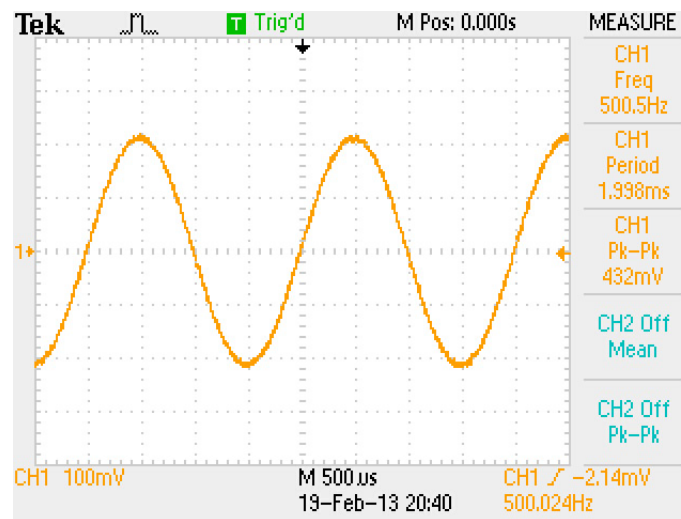 Tek T Trig'd M Pos: 0.000s MEASURE
CH1
Freq
500.5Hz
CH1
Period
1.998ms
CH1
Pk-Pk
432mV
CH2 Off
Mean
CH2 Off
Pk-Pk
1
CH1 100mV M 500µs CH1 -2.14mV
19-Feb-13 20:40 500.024Hz